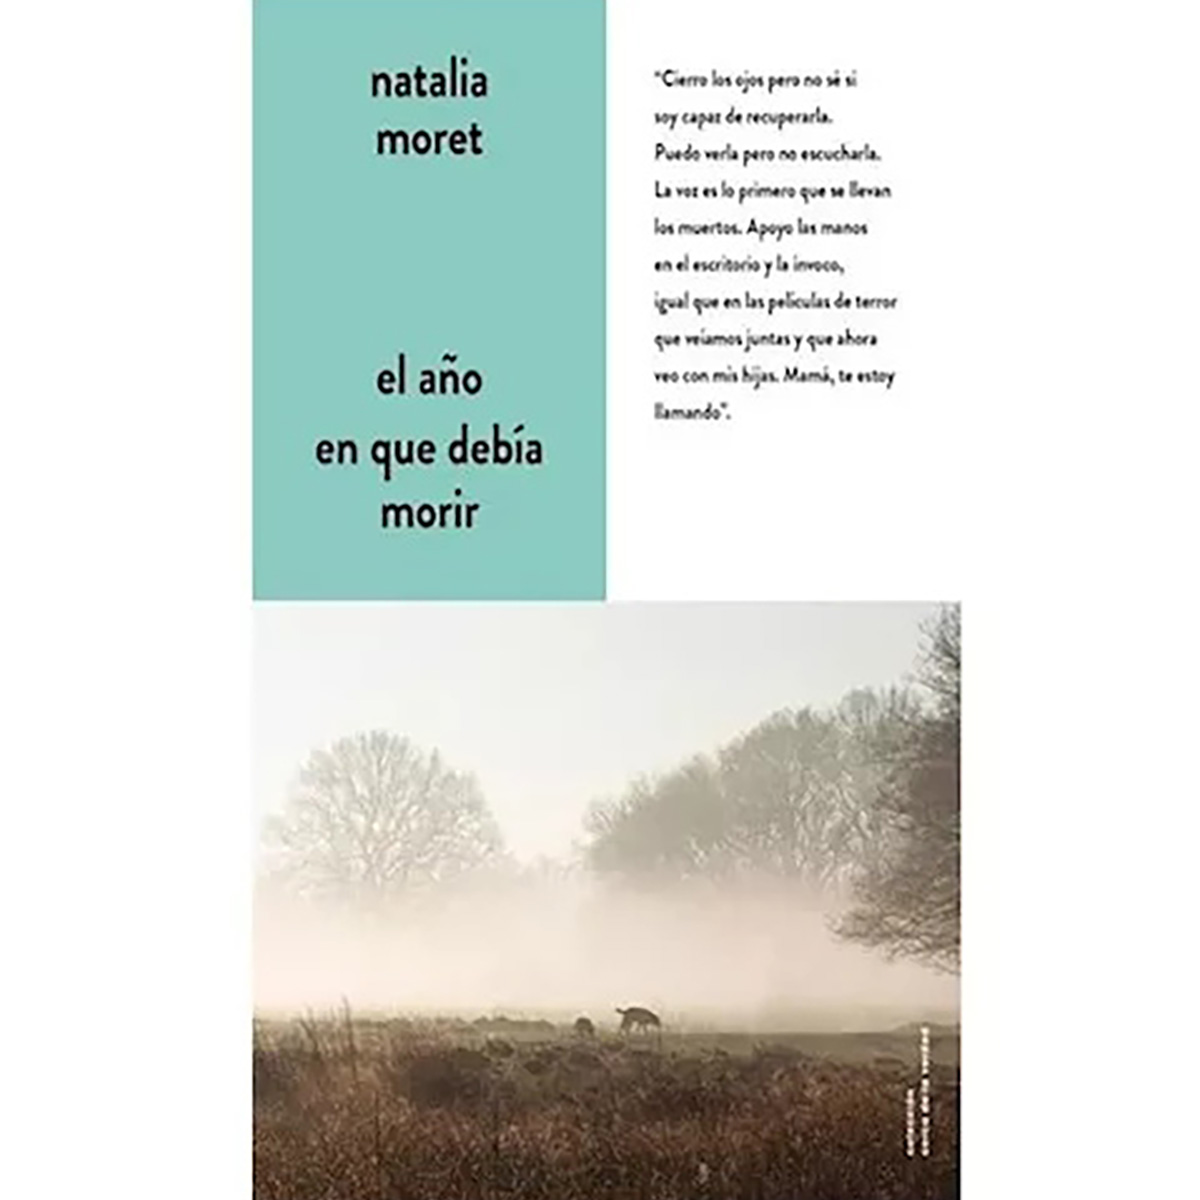 natalia
moret
el año
en que debía
morir
“Cierro los ojos pero no sé si
soy capaz de recuperarla.
Puedo verla pero no escucharla.
La voz es lo primero que se llevan
los muertos. Apoyo las manos
en el escritorio y la invoco,
igual que en las películas de terror
que veíamos juntas y que ahora
veo con mis hijas. Mamá, te estoy
llamando”.
colección
de la